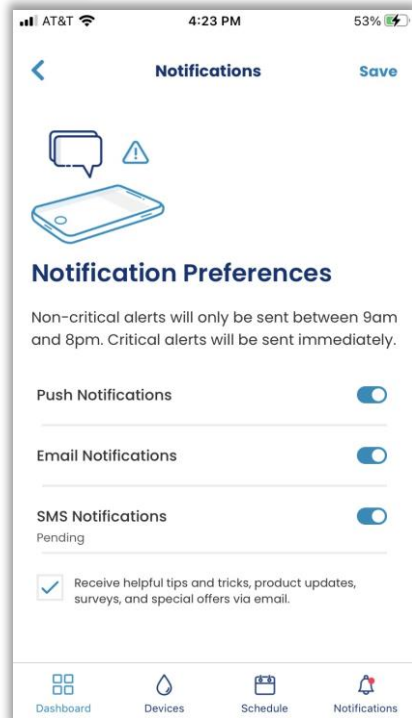 AT&T 4:23 PM 53%
Notifications Save
Notification Preferences
Non-critical alerts will only be sent between 9am
and 8pm. Critical alerts will be sent immediately.
Push Notifications
Email Notifications
SMS Notifications
Pending
Receive helpful tips and tricks, product updates,
surveys, and special offers via email.
Dashboard Devices Schedule Notifications